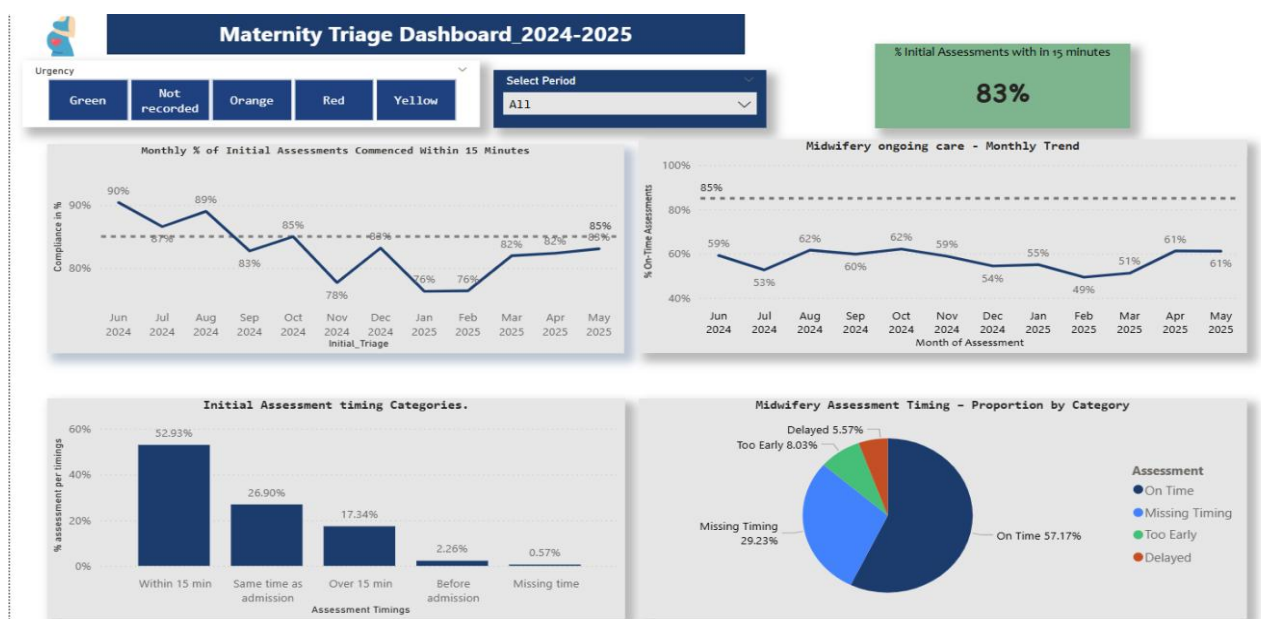 Maternity Triage Dashboard_2024-2025
Urgency
Green
Not
recorded
Orange
Red
Yellow
Select Period
All
% Initial Assessments with in 15 minutes
83%
Monthly % of Initial Assessments Commenced Within 15 Minutes
Compliance in %
90%
80%
90%
87%
89%
83%
85%
78%
83%
76%
76%
82%
82%
85%
83%
Jun Jul Aug Sep Oct Nov Dec Jan Feb Mar Apr May
2024 2024 2024 2024 2024 2024 2024 2025 2025 2025 2025 2025
Initial_Triage
Midwifery ongoing care - Monthly Trend
% On-Time Assessments
100%
80%
60%
40%
85%
59%
53%
62%
60%
62%
59%
54%
55%
49%
51%
61%
61%
Jun Jul Aug Sep Oct Nov Dec Jan Feb Mar Apr May
2024 2024 2024 2024 2024 2024 2024 2025 2025 2025 2025 2025
Month of Assessment
Initial Assessment timing Categories.
% assessment per timings
60%
40%
20%
0%
52.93%
26.90%
17.34%
2.26%
0.57%
Within 15 min
Same time as
admission
Over 15 min
Before
admission
Missing time
Assessment Timings
Midwifery Assessment Timing – Proportion by Category
Delayed 5.57%
Too Early 8.03%
Missing Timing
29.23%
On Time 57.17%
Assessment
On Time
Missing Timing
Too Early
Delayed